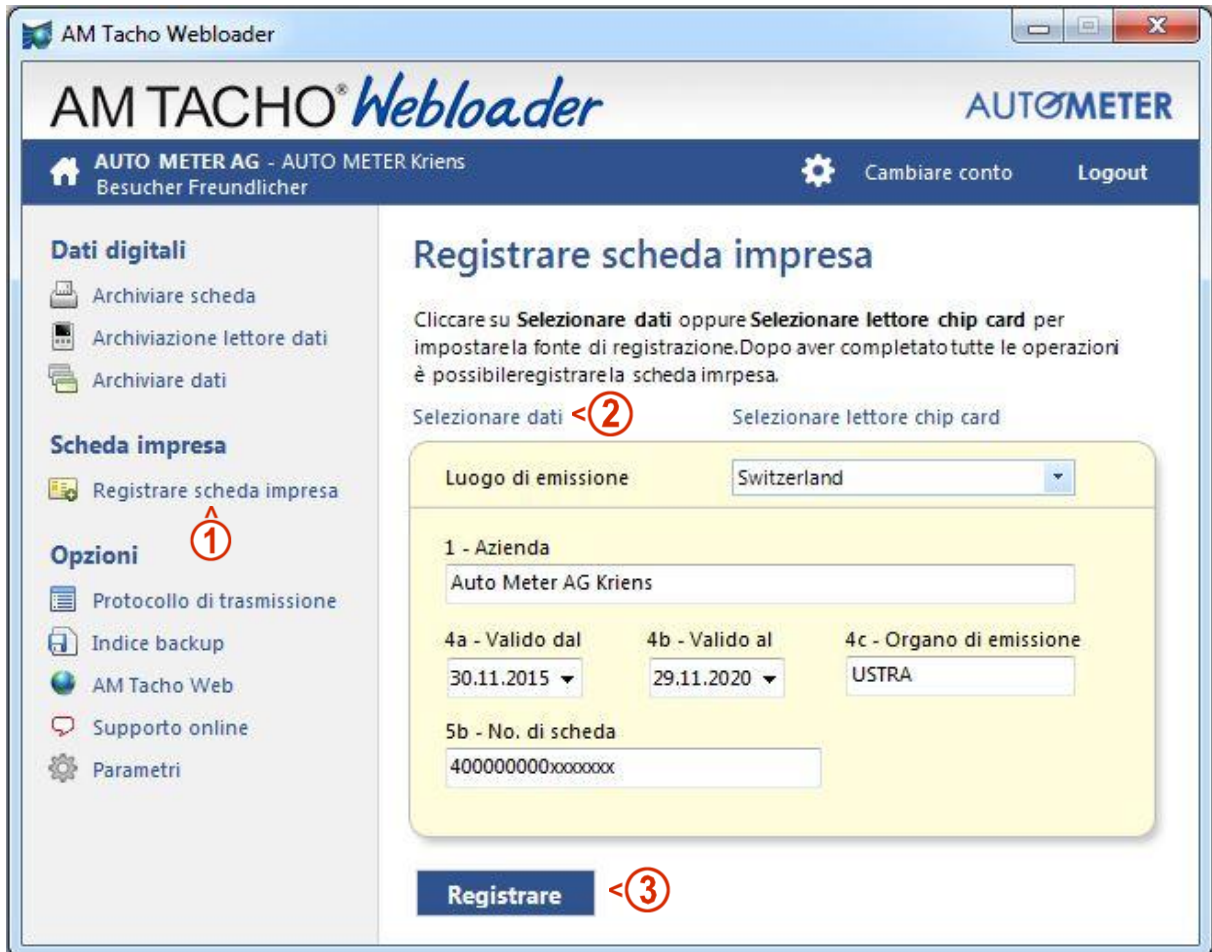 AM Tacho Webloader
AM TACHO® Webloader
AUTOMETER
AUTO METER AG - AUTO METER Kriens
Besucher Freundlicher
Cambiare conto
Logout
Dati digitali
Archiviare scheda
Archiviazione lettore dati
Archiviare dati
Scheda impresa
Registrare scheda impresa
^
1
Opzioni
Protocollo di trasmissione
Indice backup
AM Tacho Web
Supporto online
Parametri
Registrare scheda impresa
Cliccare su Selezionare dati oppure Selezionare lettore chip card per
impostare la fonte di registrazione. Dopo aver completato tutte le operazioni
è possibile registrare la scheda imrpesa.
Selezionare dati <2
Selezionare lettore chip card
Luogo di emissione
Switzerland
1 - Azienda
Auto Meter AG Kriens
4a - Valido dal
4b - Valido al
4c - Organo di emissione
30.11.2015
29.11.2020
USTRA
5b - No. di scheda
400000000xxxxxxx
Registrare <3